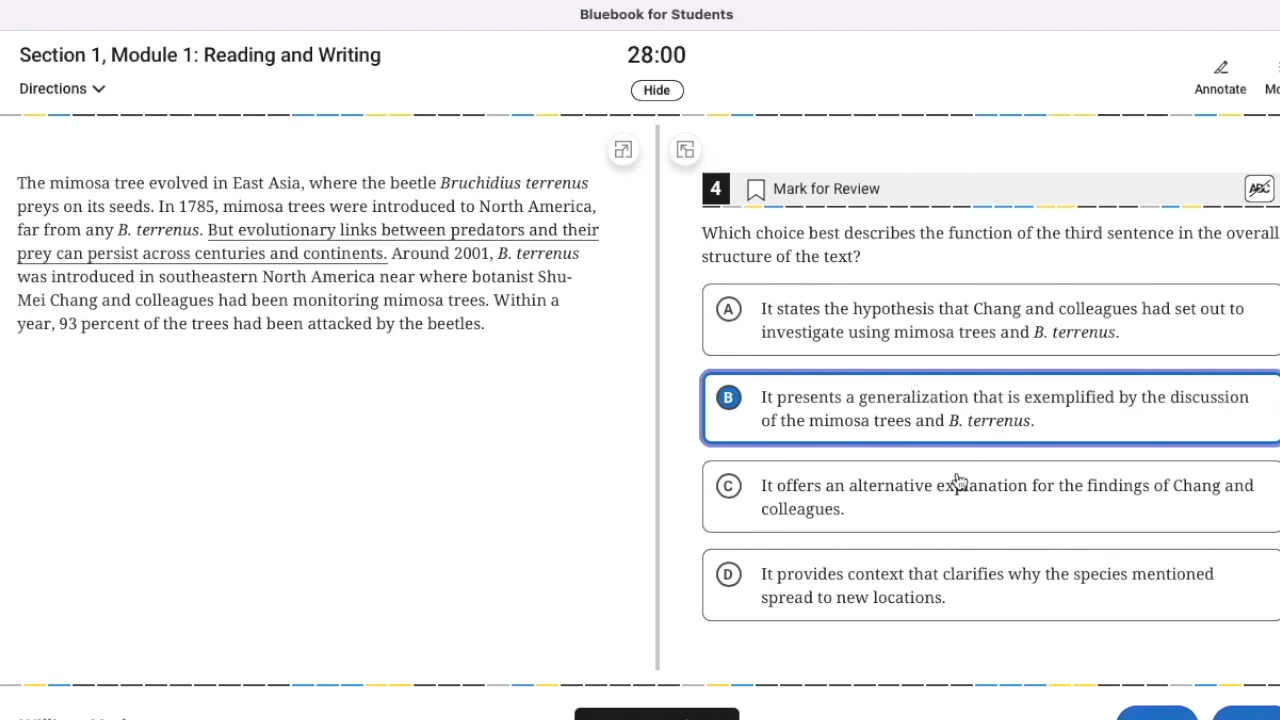 Bluebook for Students
Section 1, Module 1: Reading and Writing
28:00
Directions
Hide
Annotate
The mimosa tree evolved in East Asia, where the beetle Bruchidius terrenus
preys on its seeds. In 1785, mimosa trees were introduced to North America,
far from any B. terrenus. But evolutionary links between predators and their
prey can persist across centuries and continents. Around 2001, B. terrenus
was introduced in southeastern North America near where botanist Shu-
Mei Chang and colleagues had been monitoring mimosa trees. Within a
year, 93 percent of the trees had been attacked by the beetles.
4
Mark for Review
ABC
Which choice best describes the function of the third sentence in the overall
structure of the text?
A
It states the hypothesis that Chang and colleagues had set out to
investigate using mimosa trees and B. terrenus.
B
It presents a generalization that is exemplified by the discussion
of the mimosa trees and B. terrenus.
C
It offers an alternative explanation for the findings of Chang and
colleagues.
D
It provides context that clarifies why the species mentioned
spread to new locations.